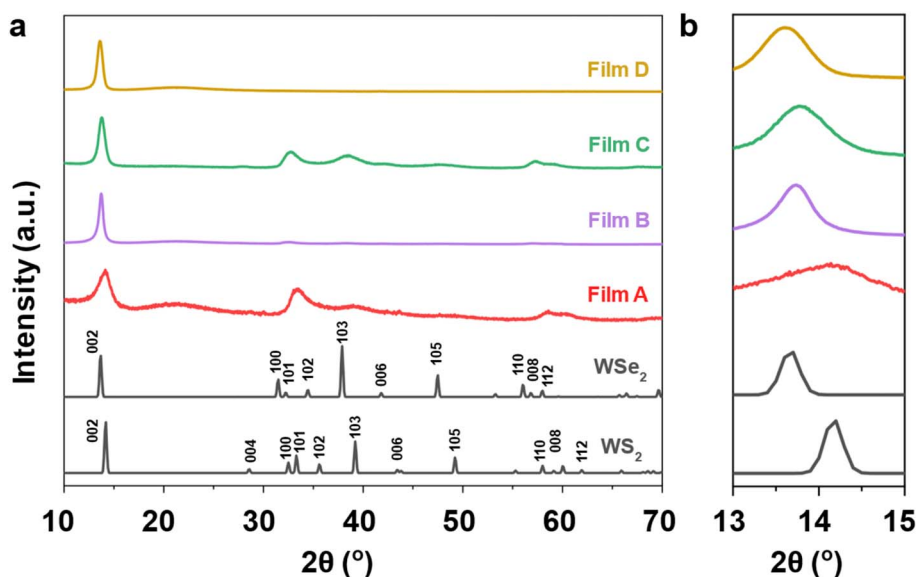 a
b
Intensity (a.u.)
Film D
Film C
Film B
Film A
002
100
101
102
103
006
105
110
008
112
WSe₂
002
004
100
101
102
103
006
105
110
008
112
WS₂
10 20 30 40 50 60 70
2θ (°)
13 14 15
2θ (°)